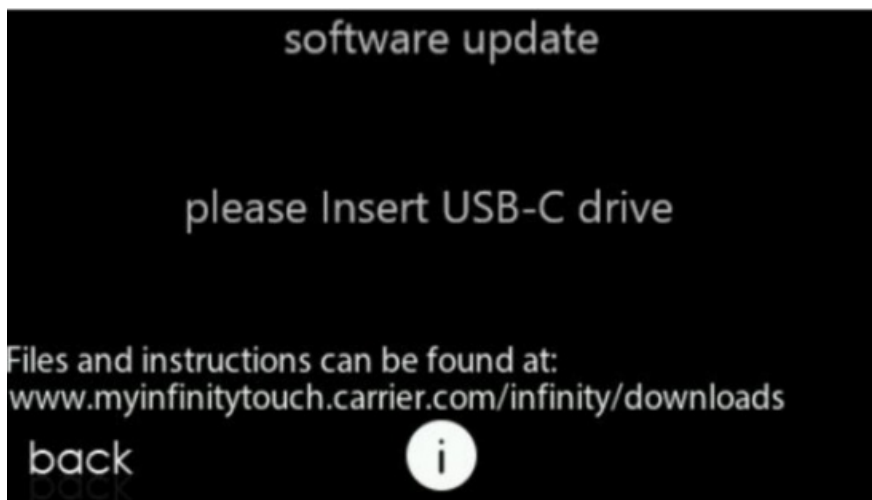 software update
please Insert USB-C drive
Files and instructions can be found at:
www.myinfinitytouch.carrier.com/infinity/downloads
back
i